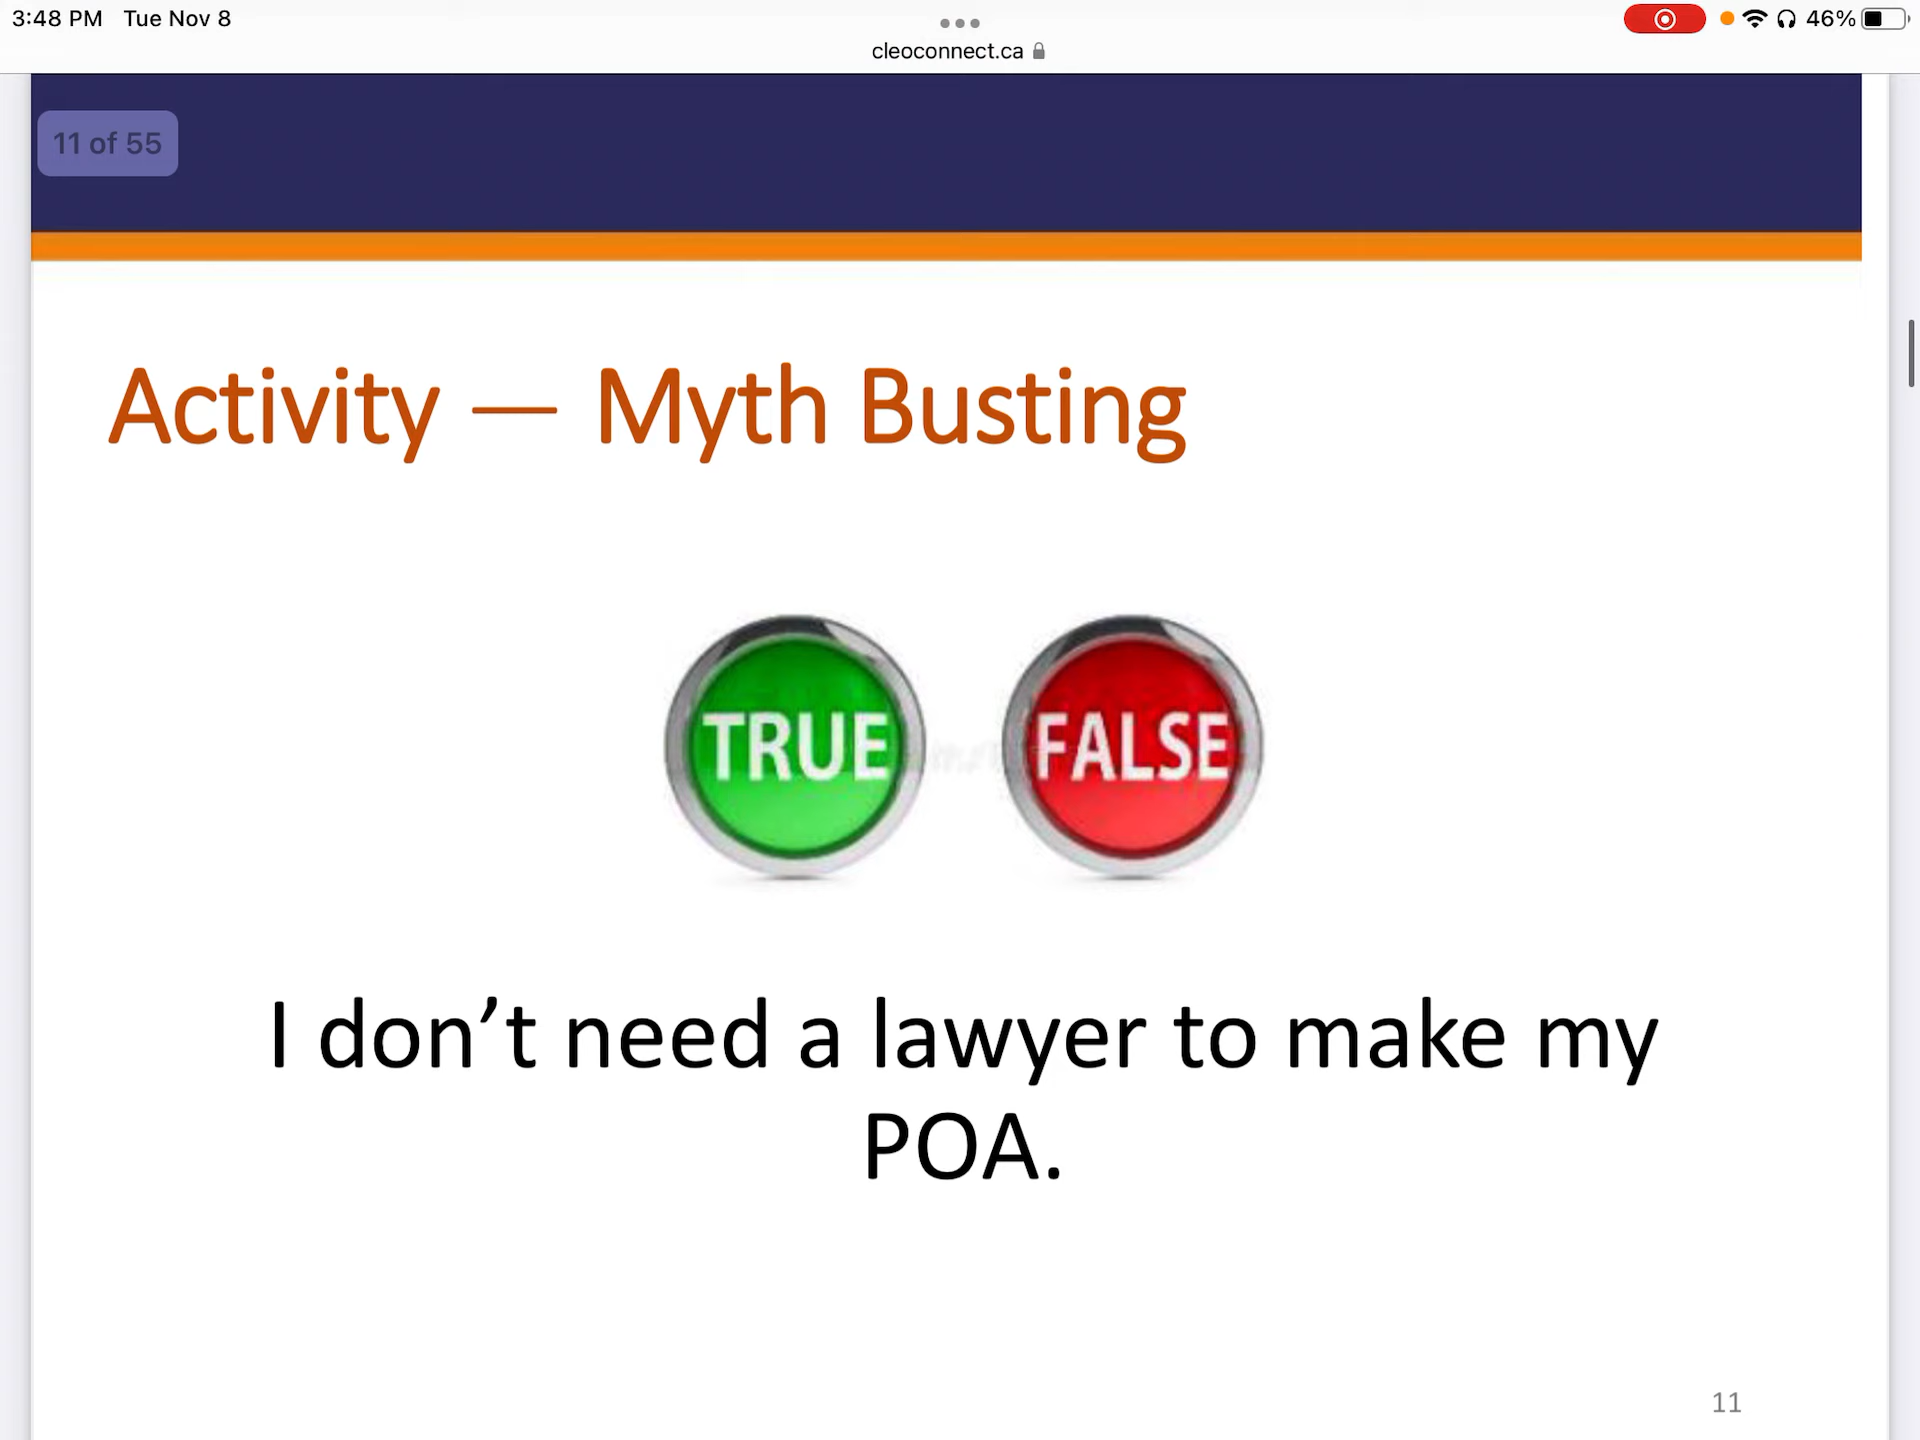 3:48 PM Tue Nov 8
46%
cleoconnect.ca
11 of 55
Activity — Myth Busting
TRUE FALSE
I don’t need a lawyer to make my
POA.
11